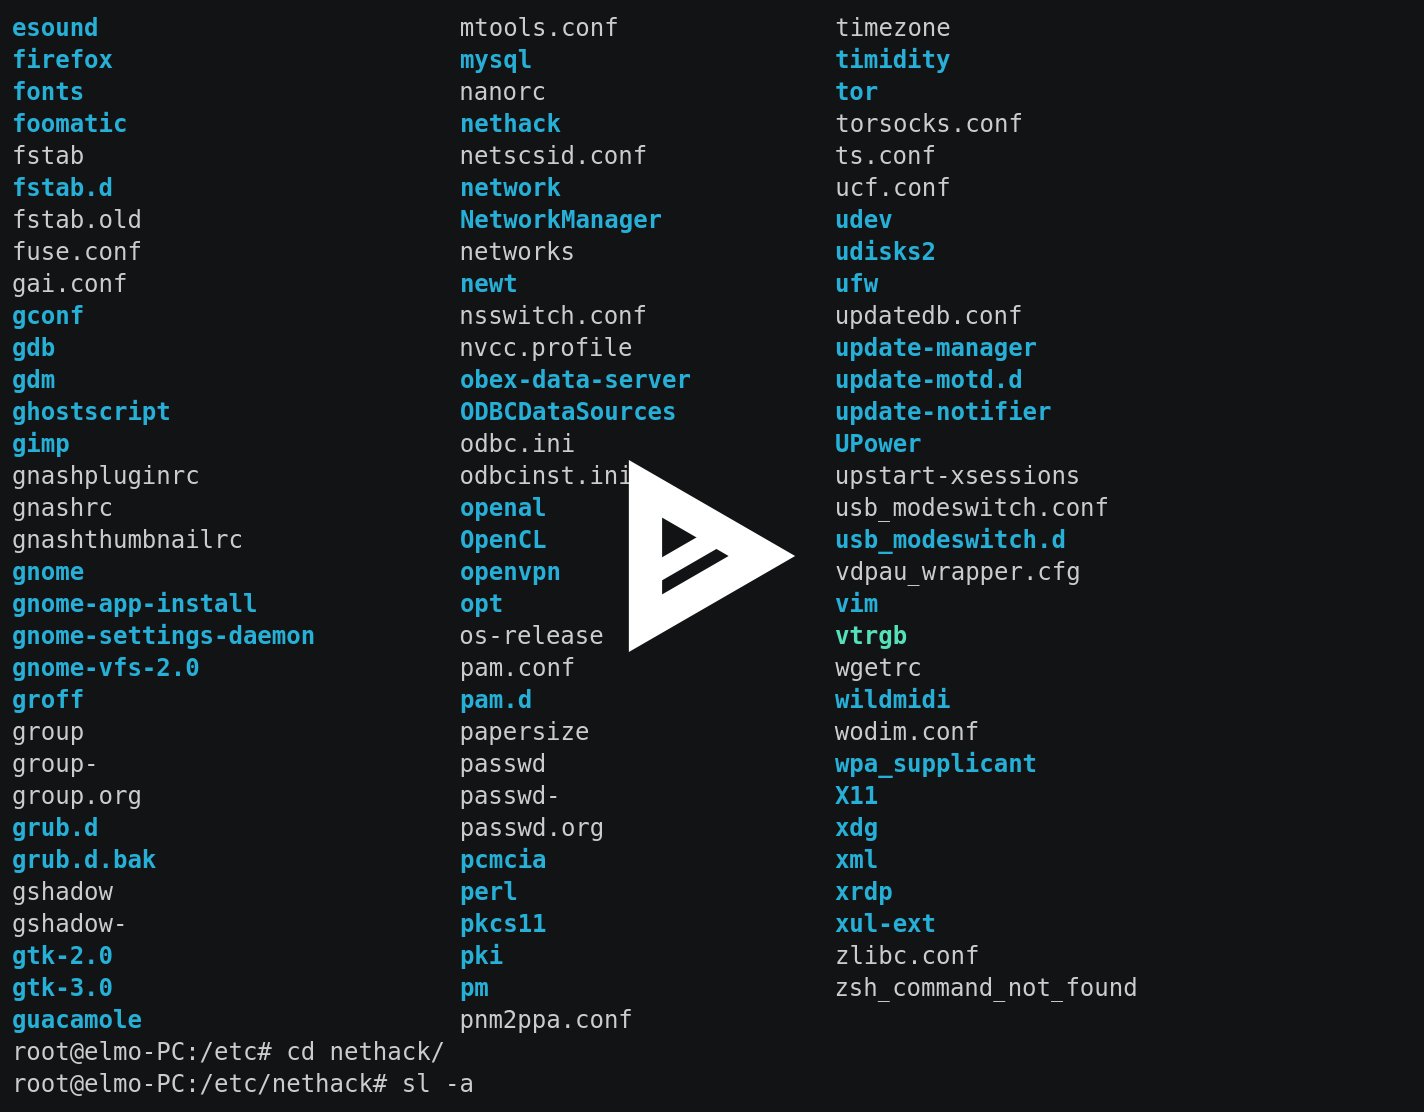 esound mtools.conf timezone
firefox mysql timidity
fonts nanorc tor
foomatic nethack torsocks.conf
fstab netscsid.conf ts.conf
fstab.d network ucf.conf
fstab.old NetworkManager udev
fuse.conf networks udisks2
gai.conf newt ufw
gconf nsswitch.conf updatedb.conf
gdb nvcc.profile update-manager
gdm obex-data-server update-motd.d
ghostscript ODBCDataSources update-notifier
gimp odbc.ini UPower
gnashpluginrc odbcinst.ini upstart-xsessions
gnashrc openal usb_modeswitch.conf
gnashthumbnailrc OpenCL usb_modeswitch.d
gnome openvpn vdpau_wrapper.cfg
gnome-app-install opt vim
gnome-settings-daemon os-release vtrgb
gnome-vfs-2.0 pam.conf wgetrc
groff pam.d wildmidi
group papersize wodim.conf
group- passwd wpa_supplicant
group.org passwd- X11
grub.d passwd.org xdg
grub.d.bak pcmcia xml
gshadow perl xrdp
gshadow- pkcs11 xul-ext
gtk-2.0 pki zlibc.conf
gtk-3.0 pm zsh_command_not_found
guacamole pnm2ppa.conf
root@elmo-PC:/etc# cd nethack/
root@elmo-PC:/etc/nethack# sl -a